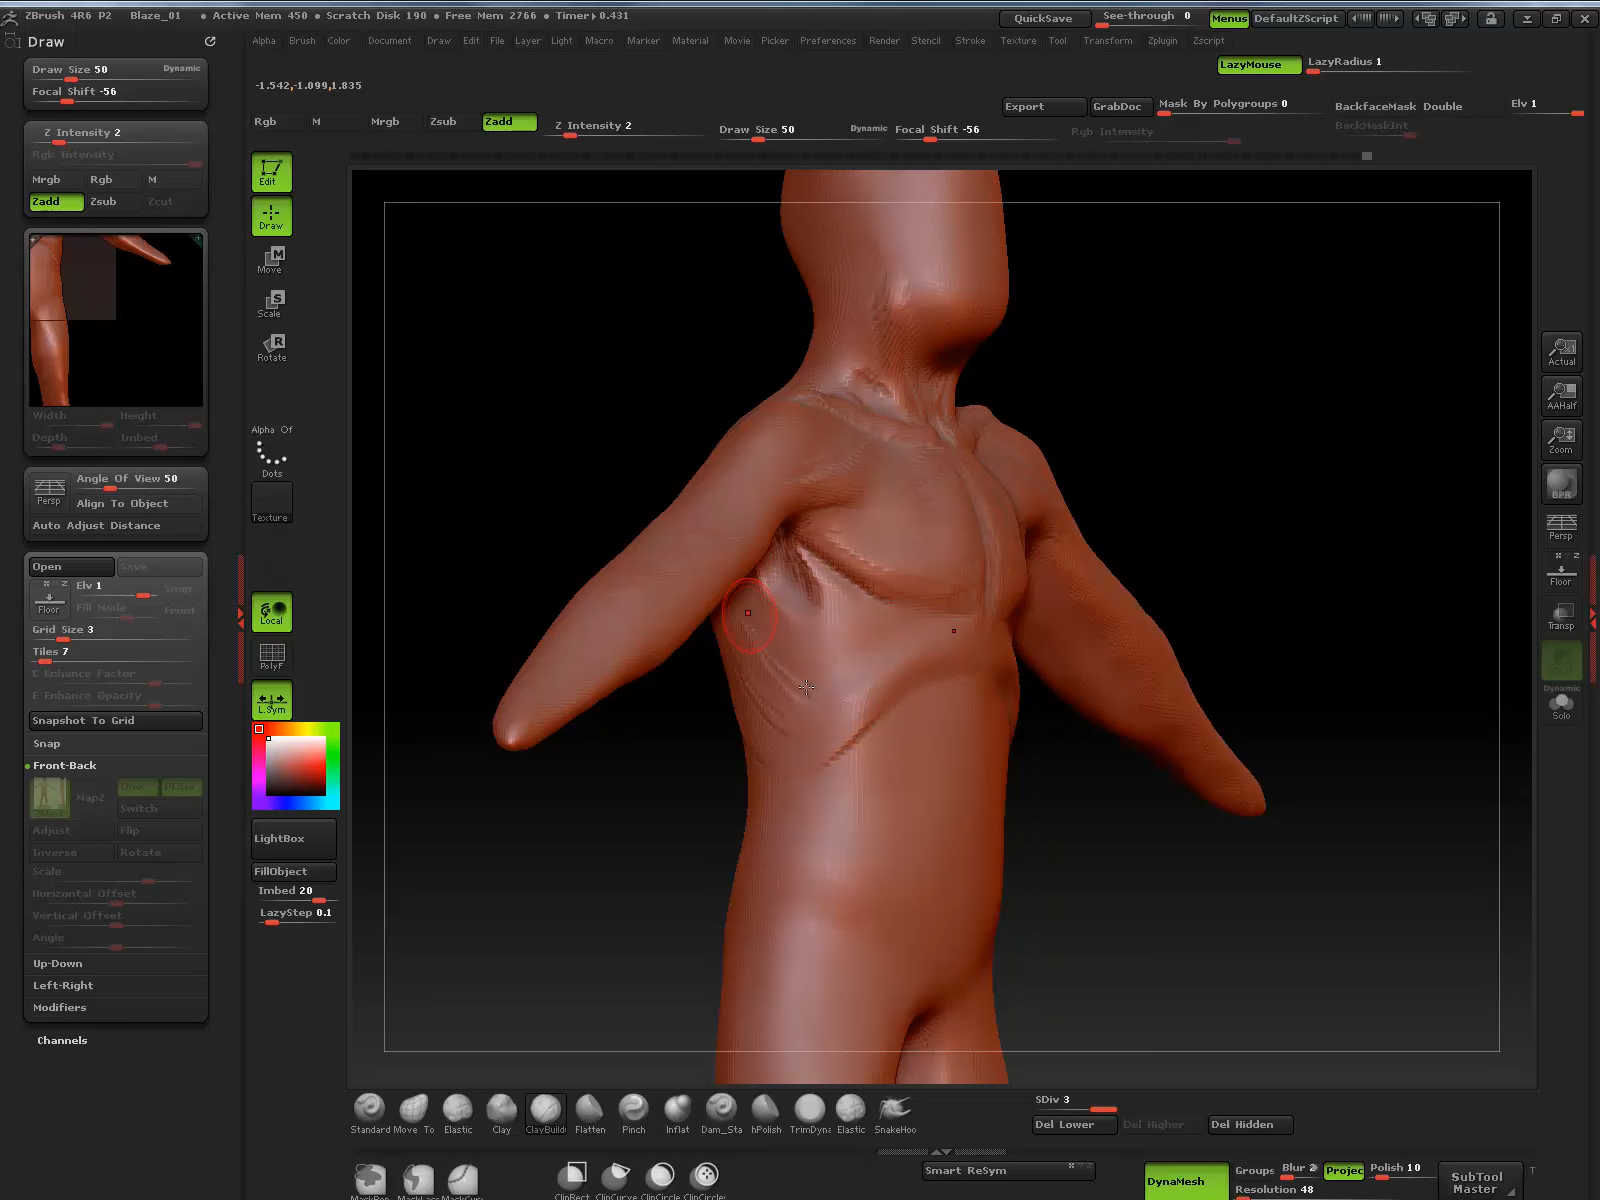 ZBrush 4R6 P2 Blaze_01 • Active Mem 450 • Scratch Disk 190 • Free Mem 2766 • Timer▸0.431 QuickSave See-through 0 Menus DefaultZScript
Draw
Alpha Brush Color Document Draw Edit File Layer Light Macro Marker Material Movie Picker Preferences Render Stencil Stroke Texture Tool Transform Zplugin Zscript
LazyMouse LazyRadius 1
-1.542,-1.099,1.835
Export GrabDoc Mask By Polygroups 0 BackfaceMask Double Elv 1
BackMaskInt
Rgb M Mrgb Zsub Zadd Z Intensity 2 Draw Size 50 Dynamic Focal Shift -56 Rgb Intensity
Draw Size 50 Dynamic
Focal Shift -56
Z Intensity 2
Rgb Intensity
Mrgb Rgb M
Zadd Zsub Zcut
Width Height
Depth Imbed
Persp
Angle Of View 50
Align To Object
Auto Adjust Distance
Open Save
Floor
Elv 1 Snap
Fill Mode Front
Grid Size 3
Tiles 7
E Enhance Factor
E Enhance Opacity
Snapshot To Grid
Snap
Front-Back
Map2
Switch
Adjust Flip
Inverse Rotate
Scale
Horizontal Offset
Vertical Offset
Angle
Up-Down
Left-Right
Modifiers
Channels
Edit
Draw
Move
Scale
Rotate
Alpha Of
Dots
Texture
Local
PolyF
L.Sym
LightBox
FillObject
Imbed 20
LazyStep 0.1
Actual
AAHalf
Zoom
BPR
Persp
Floor
Transp
Dynamic
Solo
Standard Move To Elastic Clay ClayBuild Flatten Pinch Inflat Dam_Sta hPolish TrimDyna Elastic SnakeHoo
SDiv 3
Del Lower Del Higher Del Hidden
MaskPen MaskLas MaskCur ClipRect ClipCurve ClipCircle ClipCircle
Smart ReSym
DynaMesh
Groups Blur 2 Projec Polish 10
Resolution 48
SubTool
Master